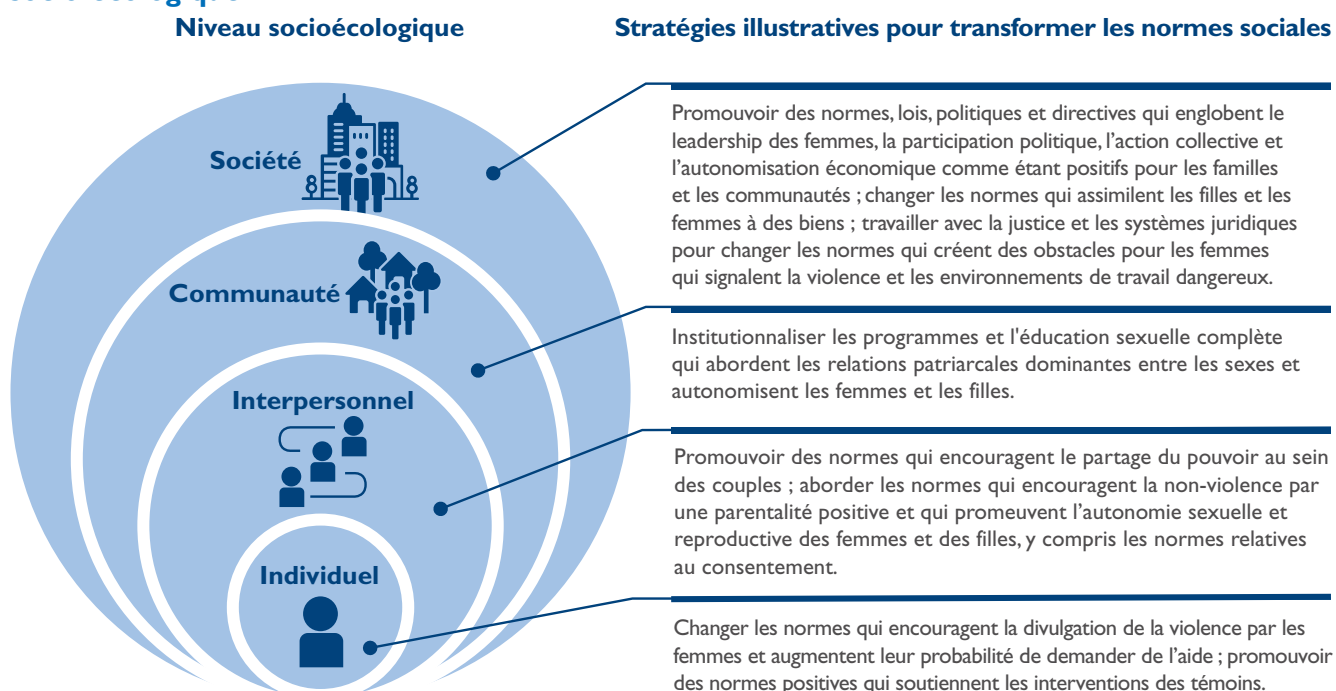 Niveau socioécologique
Stratégies illustratives pour transformer les normes sociales
Société
Promouvoir des normes, lois, politiques et directives qui englobent le
leadership des femmes, la participation politique, l’action collective et
l’autonomisation économique comme étant positifs pour les familles
et les communautés ; changer les normes qui assimilent les filles et les
femmes à des biens ; travailler avec la justice et les systèmes juridiques
pour changer les normes qui créent des obstacles pour les femmes
qui signalent la violence et les environnements de travail dangereux.
Communauté
Institutionnaliser les programmes et l'éducation sexuelle complète
qui abordent les relations patriarcales dominantes entre les sexes et
autonomisent les femmes et les filles.
Interpersonnel
Promouvoir des normes qui encouragent le partage du pouvoir au sein
des couples ; aborder les normes qui encouragent la non-violence par
une parentalité positive et qui promeuvent l’autonomie sexuelle et
reproductive des femmes et des filles, y compris les normes relatives
au consentement.
Individuel
Changer les normes qui encouragent la divulgation de la violence par les
femmes et augmentent leur probabilité de demander de l’aide ; promouvoir
des normes positives qui soutiennent les interventions des témoins.